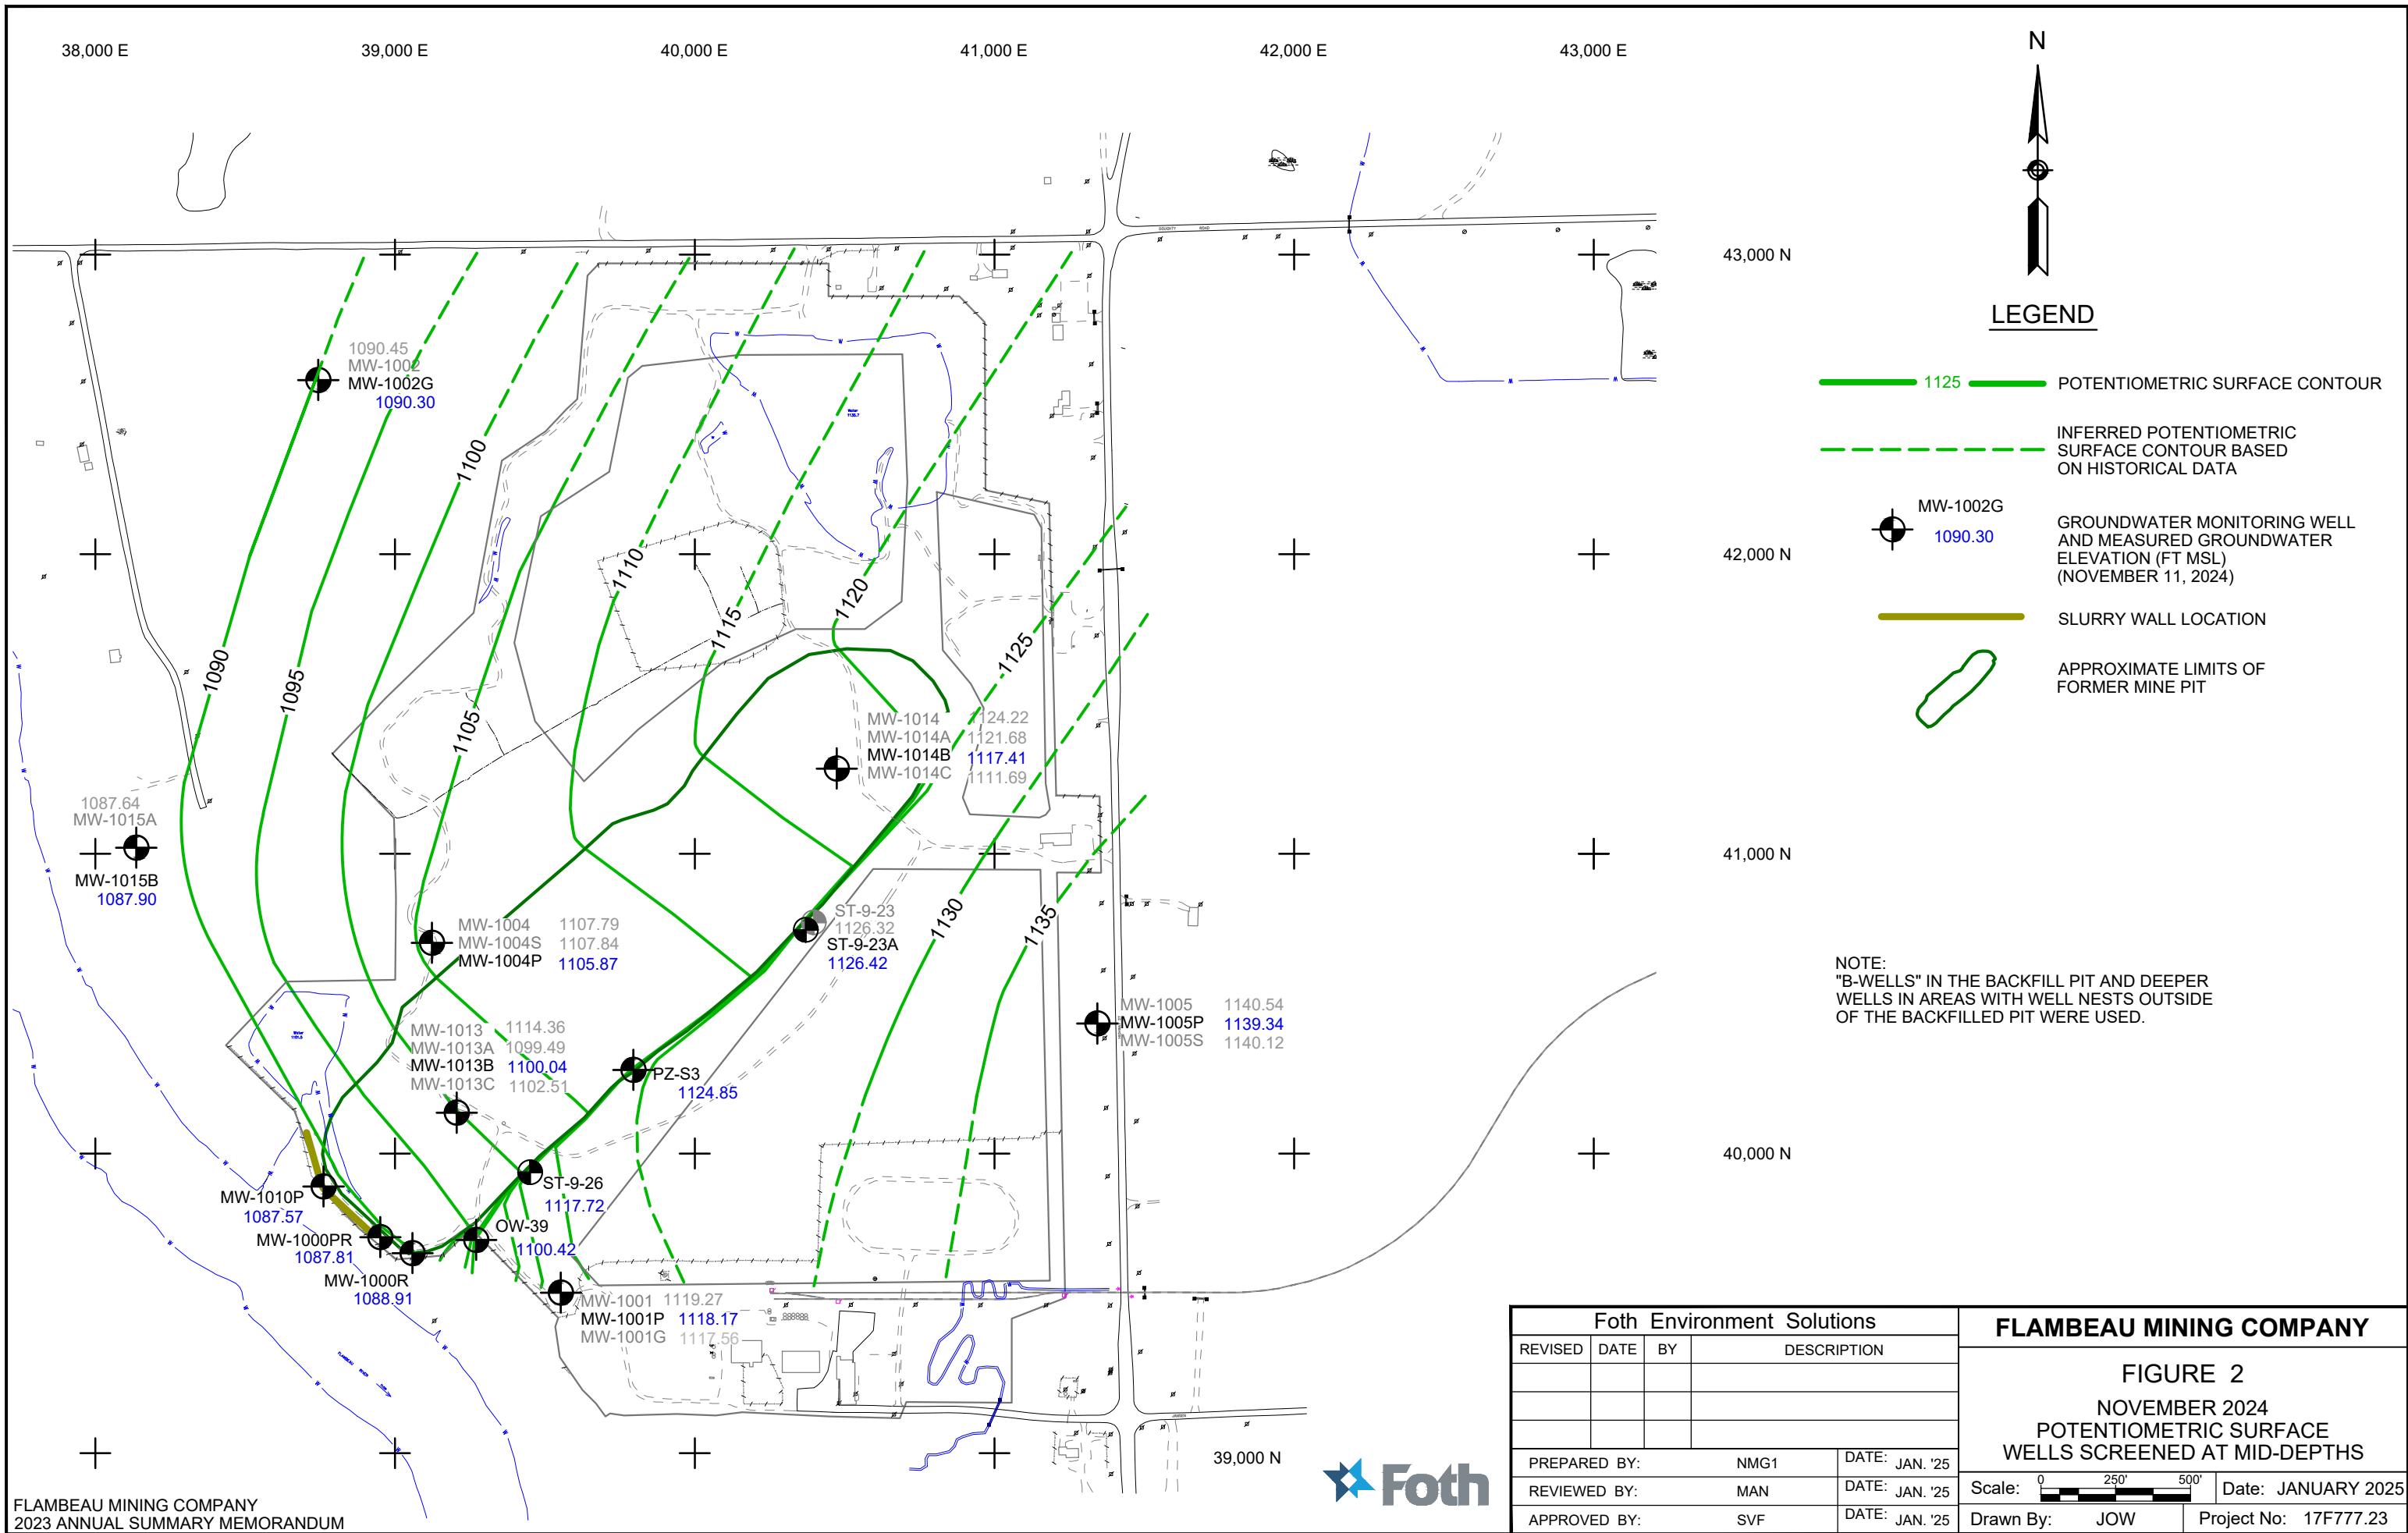 38,000 E
39,000 E
40,000 E
41,000 E
42,000 E
43,000 E
N
43,000 N
LEGEND
1125
POTENTIOMETRIC SURFACE CONTOUR
INFERRED POTENTIOMETRIC
SURFACE CONTOUR BASED
ON HISTORICAL DATA
MW-1002G
1090.30
GROUNDWATER MONITORING WELL
AND MEASURED GROUNDWATER
ELEVATION (FT MSL)
(NOVEMBER 11, 2024)
SLURRY WALL LOCATION
APPROXIMATE LIMITS OF
FORMER MINE PIT
1090.45
MW-1002
MW-1002G
1090.30
1100
42,000 N
1110
1120
1115
1125
1090
1095
1105
MW-1014 1124.22
MW-1014A 1121.68
MW-1014B 1117.41
MW-1014C 1111.69
1087.64
MW-1015A
MW-1015B
1087.90
41,000 N
1130
1135
ST-9-23
1126.32
ST-9-23A
1126.42
MW-1004 1107.79
MW-1004S 1107.84
MW-1004P 1105.87
NOTE:
"B-WELLS" IN THE BACKFILL PIT AND DEEPER
WELLS IN AREAS WITH WELL NESTS OUTSIDE
OF THE BACKFILLED PIT WERE USED.
MW-1005 1140.54
MW-1005P 1139.34
MW-1005S 1140.12
MW-1013 1114.36
MW-1013A 1099.49
MW-1013B 1100.04
MW-1013C 1102.51
PZ-S3
1124.85
40,000 N
ST-9-26
1117.72
MW-1010P
1087.57
OW-39
1100.42
MW-1000PR
1087.81
MW-1000R
1088.91
MW-1001 1119.27
MW-1001P 1118.17
MW-1001G 1117.56
39,000 N
Foth
Foth Environment Solutions
REVISED DATE BY DESCRIPTION
PREPARED BY: NMG1 DATE: JAN. '25
REVIEWED BY: MAN DATE: JAN. '25
APPROVED BY: SVF DATE: JAN. '25
FLAMBEAU MINING COMPANY
FIGURE 2
NOVEMBER 2024
POTENTIOMETRIC SURFACE
WELLS SCREENED AT MID-DEPTHS
Scale: 0 250' 500'
Date: JANUARY 2025
Drawn By: JOW
Project No: 17F777.23
FLAMBEAU MINING COMPANY
2023 ANNUAL SUMMARY MEMORANDUM